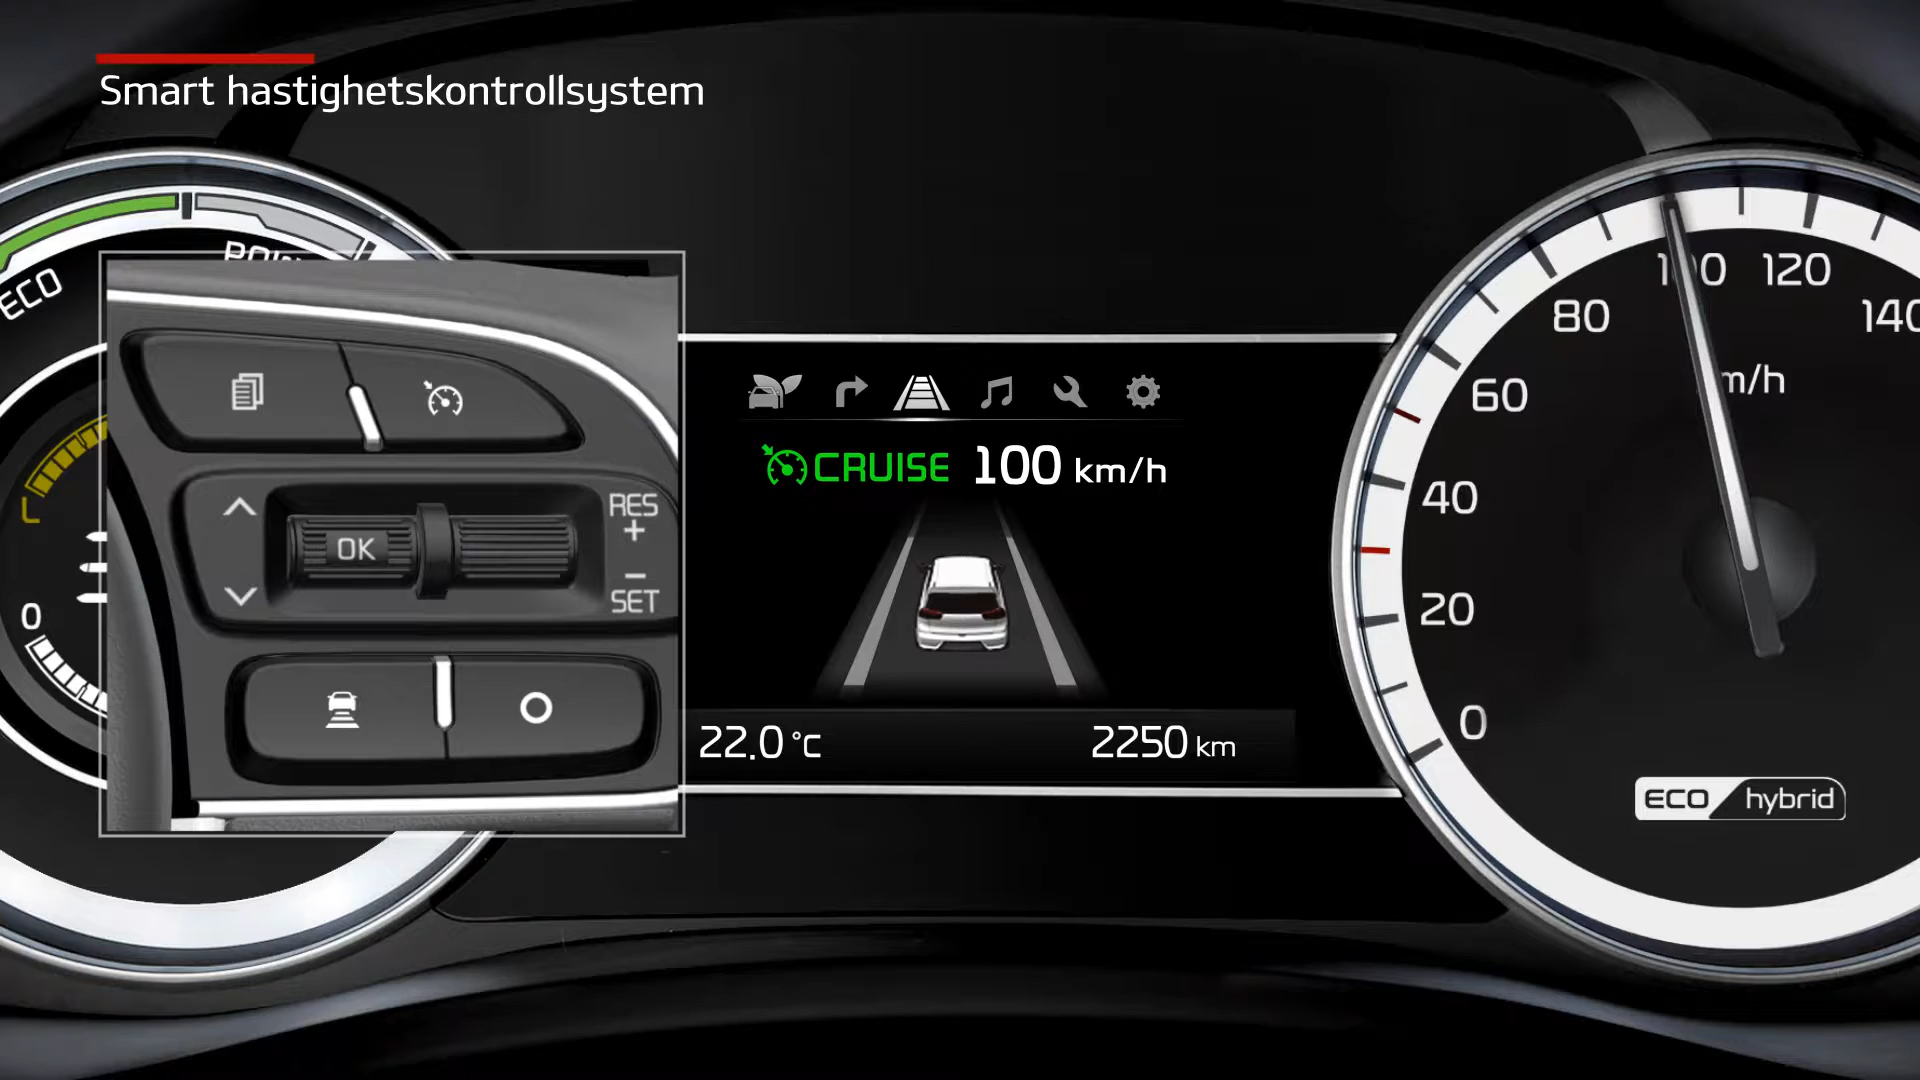 Smart hastighetskontrollsystem
ECO
L
0
OK
RES
+
-
SET
CRUISE 100 km/h
22.0 °C
2250 km
0
20
40
60
80
100
120
140
ECO hybrid